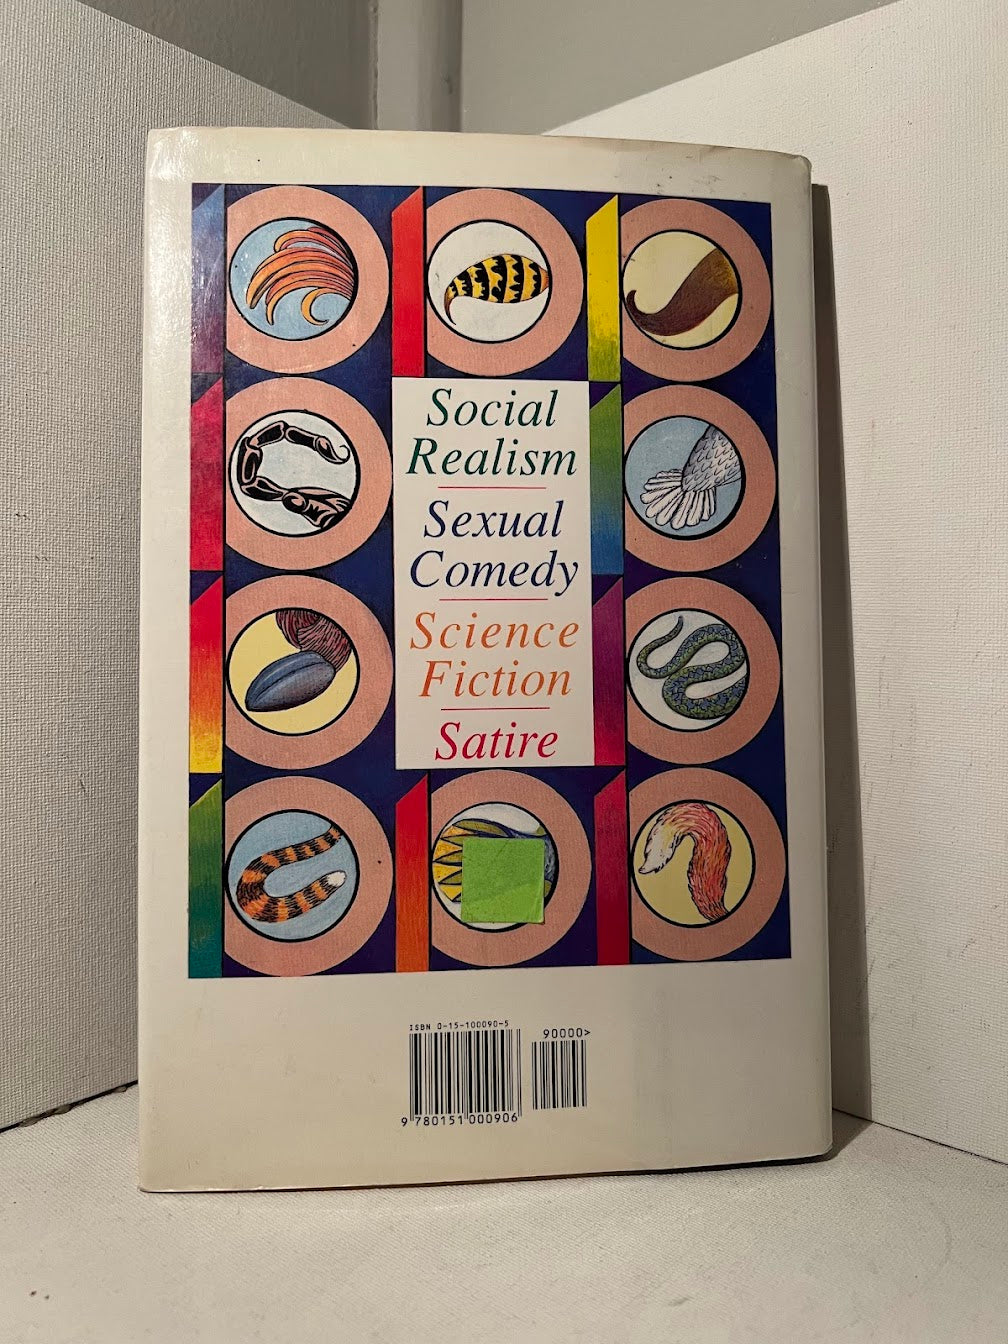 Social
Realism
Sexual
Comedy
Science
Fiction
Satire
ISBN 0-15-100090-5
90000>
9 780151 000906